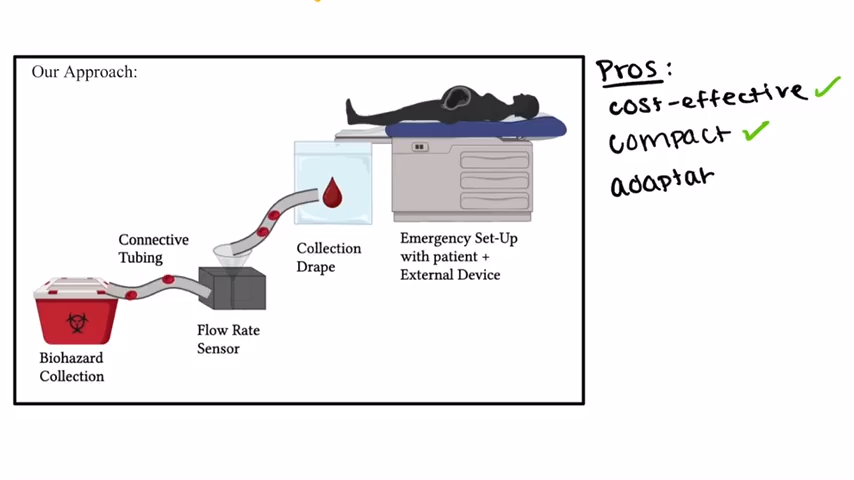 Our Approach:
Pros:
cost-effective
compact
adaptar
Connective
Tubing
Collection
Drape
Emergency Set-Up
with patient +
External Device
Flow Rate
Sensor
Biohazard
Collection